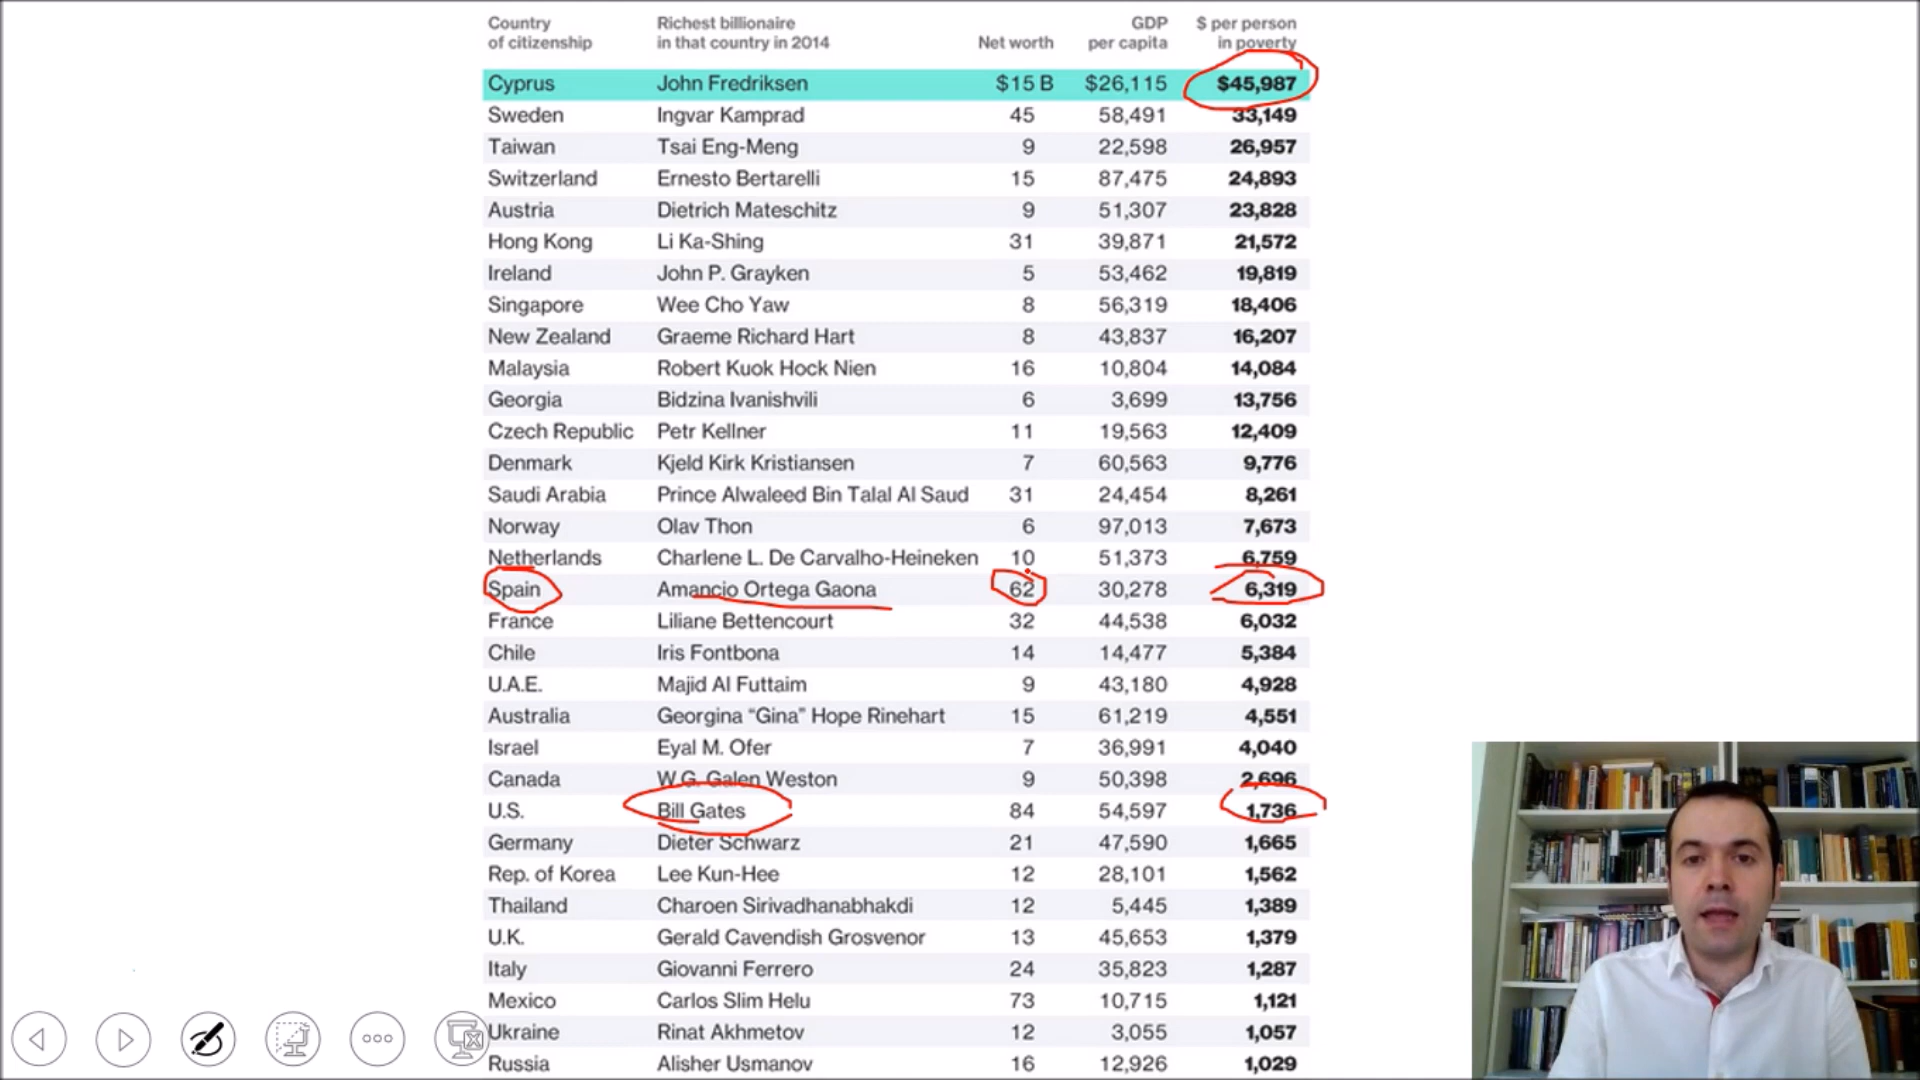 Country of citizenship Richest billionaire in that country in 2014 Net worth GDP per capita $ per person in poverty
Cyprus John Fredriksen $15 B $26,115 $45,987
Sweden Ingvar Kamprad 45 58,491 33,149
Taiwan Tsai Eng-Meng 9 22,598 26,957
Switzerland Ernesto Bertarelli 15 87,475 24,893
Austria Dietrich Mateschitz 9 51,307 23,828
Hong Kong Li Ka-Shing 31 39,871 21,572
Ireland John P. Grayken 5 53,462 19,819
Singapore Wee Cho Yaw 8 56,319 18,406
New Zealand Graeme Richard Hart 8 43,837 16,207
Malaysia Robert Kuok Hock Nien 16 10,804 14,084
Georgia Bidzina Ivanishvili 6 3,699 13,756
Czech Republic Petr Kellner 11 19,563 12,409
Denmark Kjeld Kirk Kristiansen 7 60,563 9,776
Saudi Arabia Prince Alwaleed Bin Talal Al Saud 31 24,454 8,261
Norway Olav Thon 6 97,013 7,673
Netherlands Charlene L. De Carvalho-Heineken 10 51,373 6,759
Spain Amancio Ortega Gaona 62 30,278 6,319
France Liliane Bettencourt 32 44,538 6,032
Chile Iris Fontbona 14 14,477 5,384
U.A.E. Majid Al Futtaim 9 43,180 4,928
Australia Georgina “Gina” Hope Rinehart 15 61,219 4,551
Israel Eyal M. Ofer 7 36,991 4,040
Canada W.G. Galen Weston 9 50,398 2,696
U.S. Bill Gates 84 54,597 1,736
Germany Dieter Schwarz 21 47,590 1,665
Rep. of Korea Lee Kun-Hee 12 28,101 1,562
Thailand Charoen Sirivadhanabhakdi 12 5,445 1,389
U.K. Gerald Cavendish Grosvenor 13 45,653 1,379
Italy Giovanni Ferrero 24 35,823 1,287
Mexico Carlos Slim Helu 73 10,715 1,121
Ukraine Rinat Akhmetov 12 3,055 1,057
Russia Alisher Usmanov 16 12,926 1,029